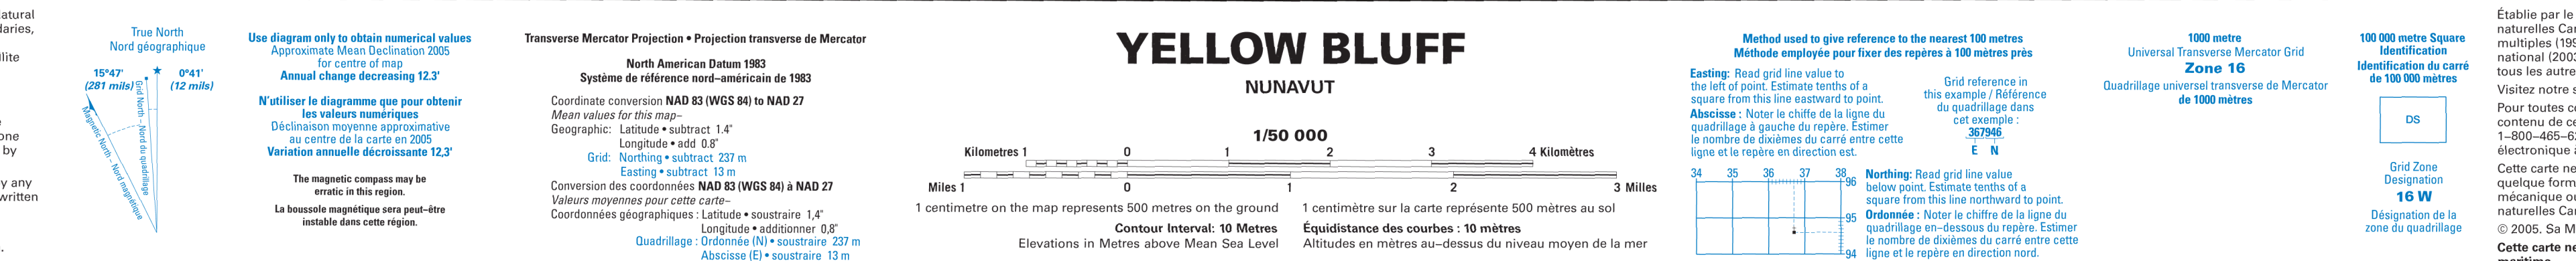 atural
daries,
llite
one
by
y any
written
True North
Nord géographique
15°47'
(281 mils)
0°41'
(12 mils)
Grid North – Nord du quadrillage
Magnetic North – Nord magnétique
Use diagram only to obtain numerical values
Approximate Mean Declination 2005
for centre of map
Annual change decreasing 12.3'
N'utiliser le diagramme que pour obtenir
les valeurs numériques
Déclinaison moyenne approximative
au centre de la carte en 2005
Variation annuelle décroissante 12,3'
The magnetic compass may be
erratic in this region.
La boussole magnétique sera peut–être
instable dans cette région.
Transverse Mercator Projection • Projection transverse de Mercator
North American Datum 1983
Système de référence nord–américain de 1983
Coordinate conversion NAD 83 (WGS 84) to NAD 27
Mean values for this map–
Geographic: Latitude • subtract 1.4"
Longitude • add 0.8"
Grid: Northing • subtract 237 m
Easting • subtract 13 m
Conversion des coordonnées NAD 83 (WGS 84) à NAD 27
Valeurs moyennes pour cette carte–
Coordonnées géographiques : Latitude • soustraire 1,4"
Longitude • additionner 0,8"
Quadrillage : Ordonnée (N) • soustraire 237 m
Abscisse (E) • soustraire 13 m
YELLOW BLUFF
NUNAVUT
1/50 000
Kilometres 1 0 1 2 3 4 Kilomètres
Miles 1 0 1 2 3 Milles
1 centimetre on the map represents 500 metres on the ground
1 centimètre sur la carte représente 500 mètres au sol
Contour Interval: 10 Metres
Elevations in Metres above Mean Sea Level
Équidistance des courbes : 10 mètres
Altitudes en mètres au–dessus du niveau moyen de la mer
Method used to give reference to the nearest 100 metres
Méthode employée pour fixer des repères à 100 mètres près
Easting: Read grid line value to
the left of point. Estimate tenths of a
square from this line eastward to point.
Abscisse : Noter le chiffe de la ligne du
quadrillage à gauche du repère. Estimer
le nombre de dixièmes du carré entre cette
ligne et le repère en direction est.
Grid reference in
this example / Référence
du quadrillage dans
cet exemple :
367946
E N
34 35 36 37 38
96
95
94
Northing: Read grid line value
below point. Estimate tenths of a
square from this line northward to point.
Ordonnée : Noter le chiffre de la ligne du
quadrillage en–dessous du repère. Estimer
le nombre de dixièmes du carré entre cette
ligne et le repère en direction nord.
1000 metre
Universal Transverse Mercator Grid
Zone 16
Quadrillage universel transverse de Mercator
de 1000 mètres
100 000 metre Square
Identification
Identification du carré
de 100 000 mètres
DS
Grid Zone
Designation
16 W
Désignation de la
zone du quadrillage
Établie par le
naturelles Ca
multiples (199
national (2003
tous les autre
Visitez notre s
Pour toutes c
contenu de ce
1–800–465–6
électronique à
Cette carte ne
quelque form
mécanique ou
naturelles Ca
© 2005. Sa M
Cette carte ne